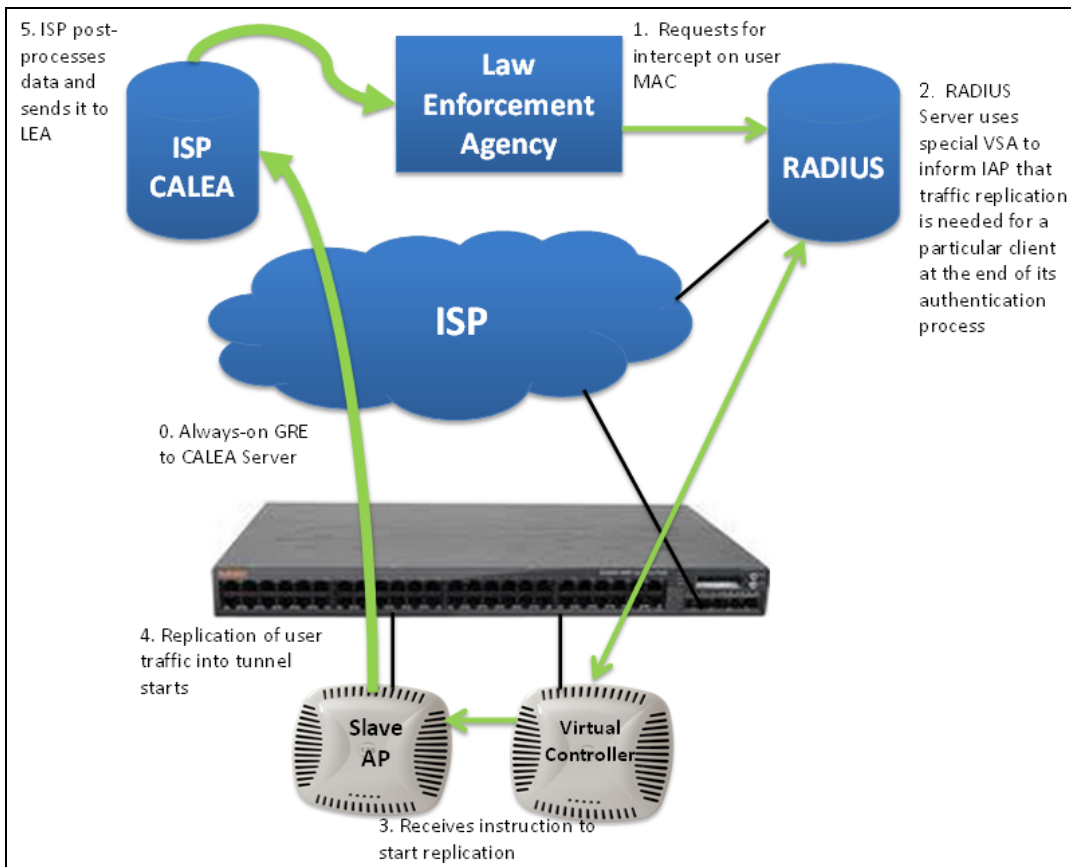 5. ISP post-
processes
data and
sends it to
LEA
Law
Enforcement
Agency
1. Requests for
intercept on user
MAC
ISP
CALEA
RADIUS
2. RADIUS
Server uses
special VSA to
inform IAP that
traffic replication
is needed for a
particular client
at the end of its
authentication
process
ISP
0. Always-on GRE
to CALEA Server
4. Replication of user
traffic into tunnel
starts
Slave
AP
Virtual
Controller
3. Receives instruction to
start replication